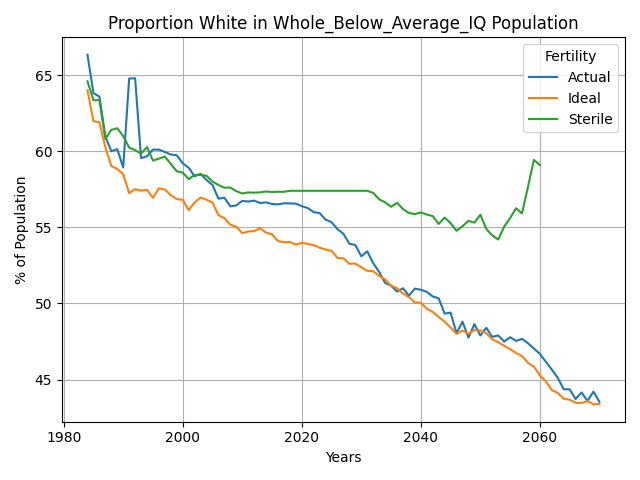 Proportion White in Whole_Below_Average_IQ Population
% of Population
65
60
55
50
45
1980
2000
2020
2040
2060
Years
Fertility
Actual
Ideal
Sterile